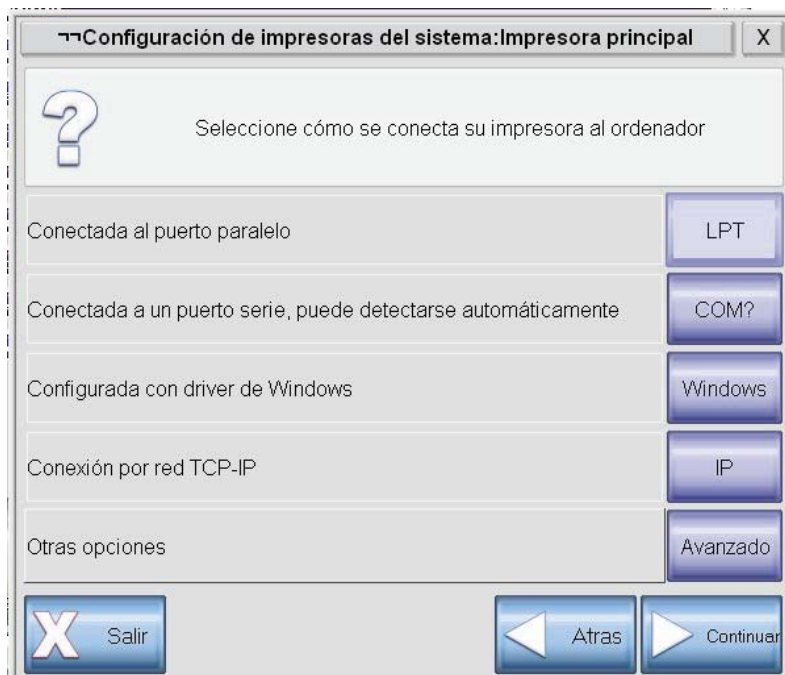 ¬¬Configuración de impresoras del sistema:Impresora principal X
Seleccione cómo se conecta su impresora al ordenador
Conectada al puerto paralelo LPT
Conectada a un puerto serie, puede detectarse automáticamente COM?
Configurada con driver de Windows Windows
Conexión por red TCP-IP IP
Otras opciones Avanzado
Salir Atras Continuar